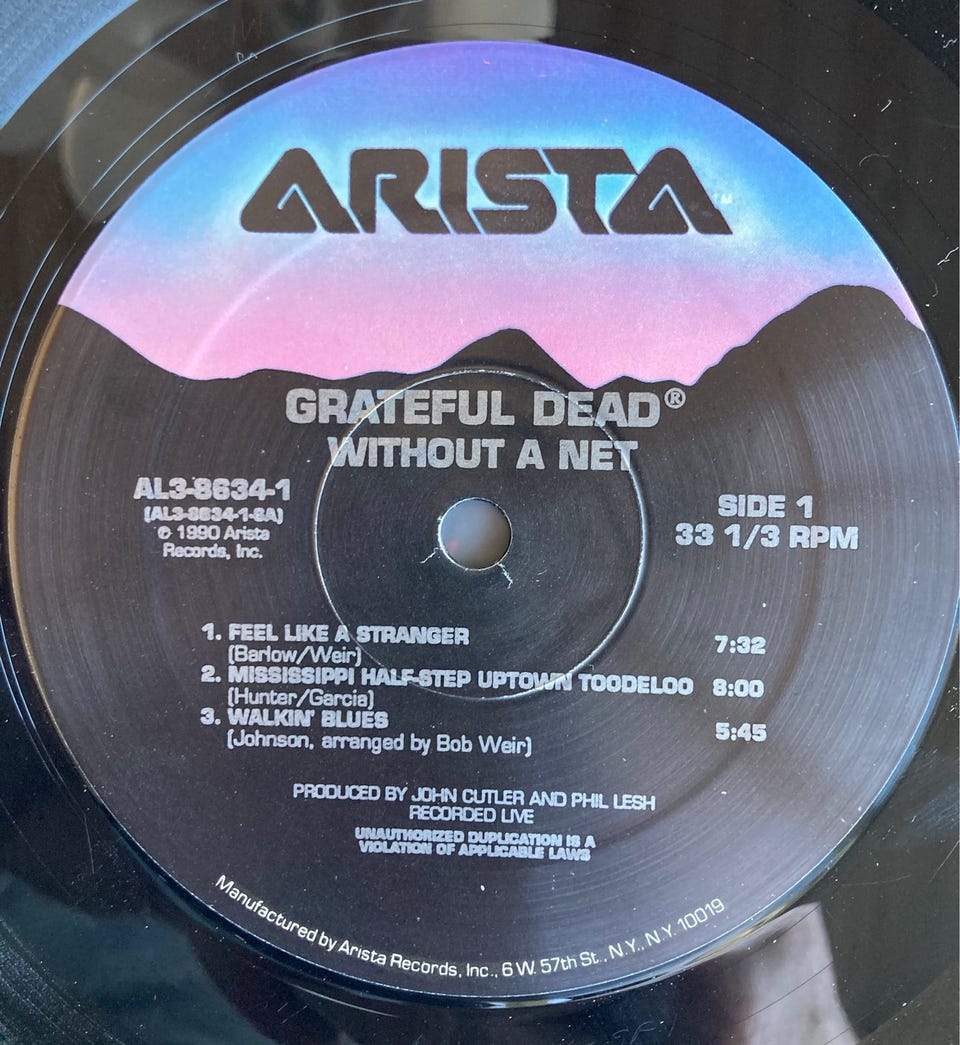 ARISTA™
GRATEFUL DEAD®
WITHOUT A NET
AL3-8634-1
(AL3-8634-1-SA)
℗ 1990 Arista
Records, Inc.
SIDE 1
33 1/3 RPM
1. FEEL LIKE A STRANGER 7:32
(Barlow/Weir)
2. MISSISSIPPI HALF-STEP UPTOWN TOODELOO 8:00
(Hunter/Garcia)
3. WALKIN' BLUES 5:45
(Johnson, arranged by Bob Weir)
PRODUCED BY JOHN CUTLER AND PHIL LESH
RECORDED LIVE
UNAUTHORIZED DUPLICATION IS A
VIOLATION OF APPLICABLE LAWS
Manufactured by Arista Records, Inc., 6 W. 57th St., N.Y., N.Y. 10019